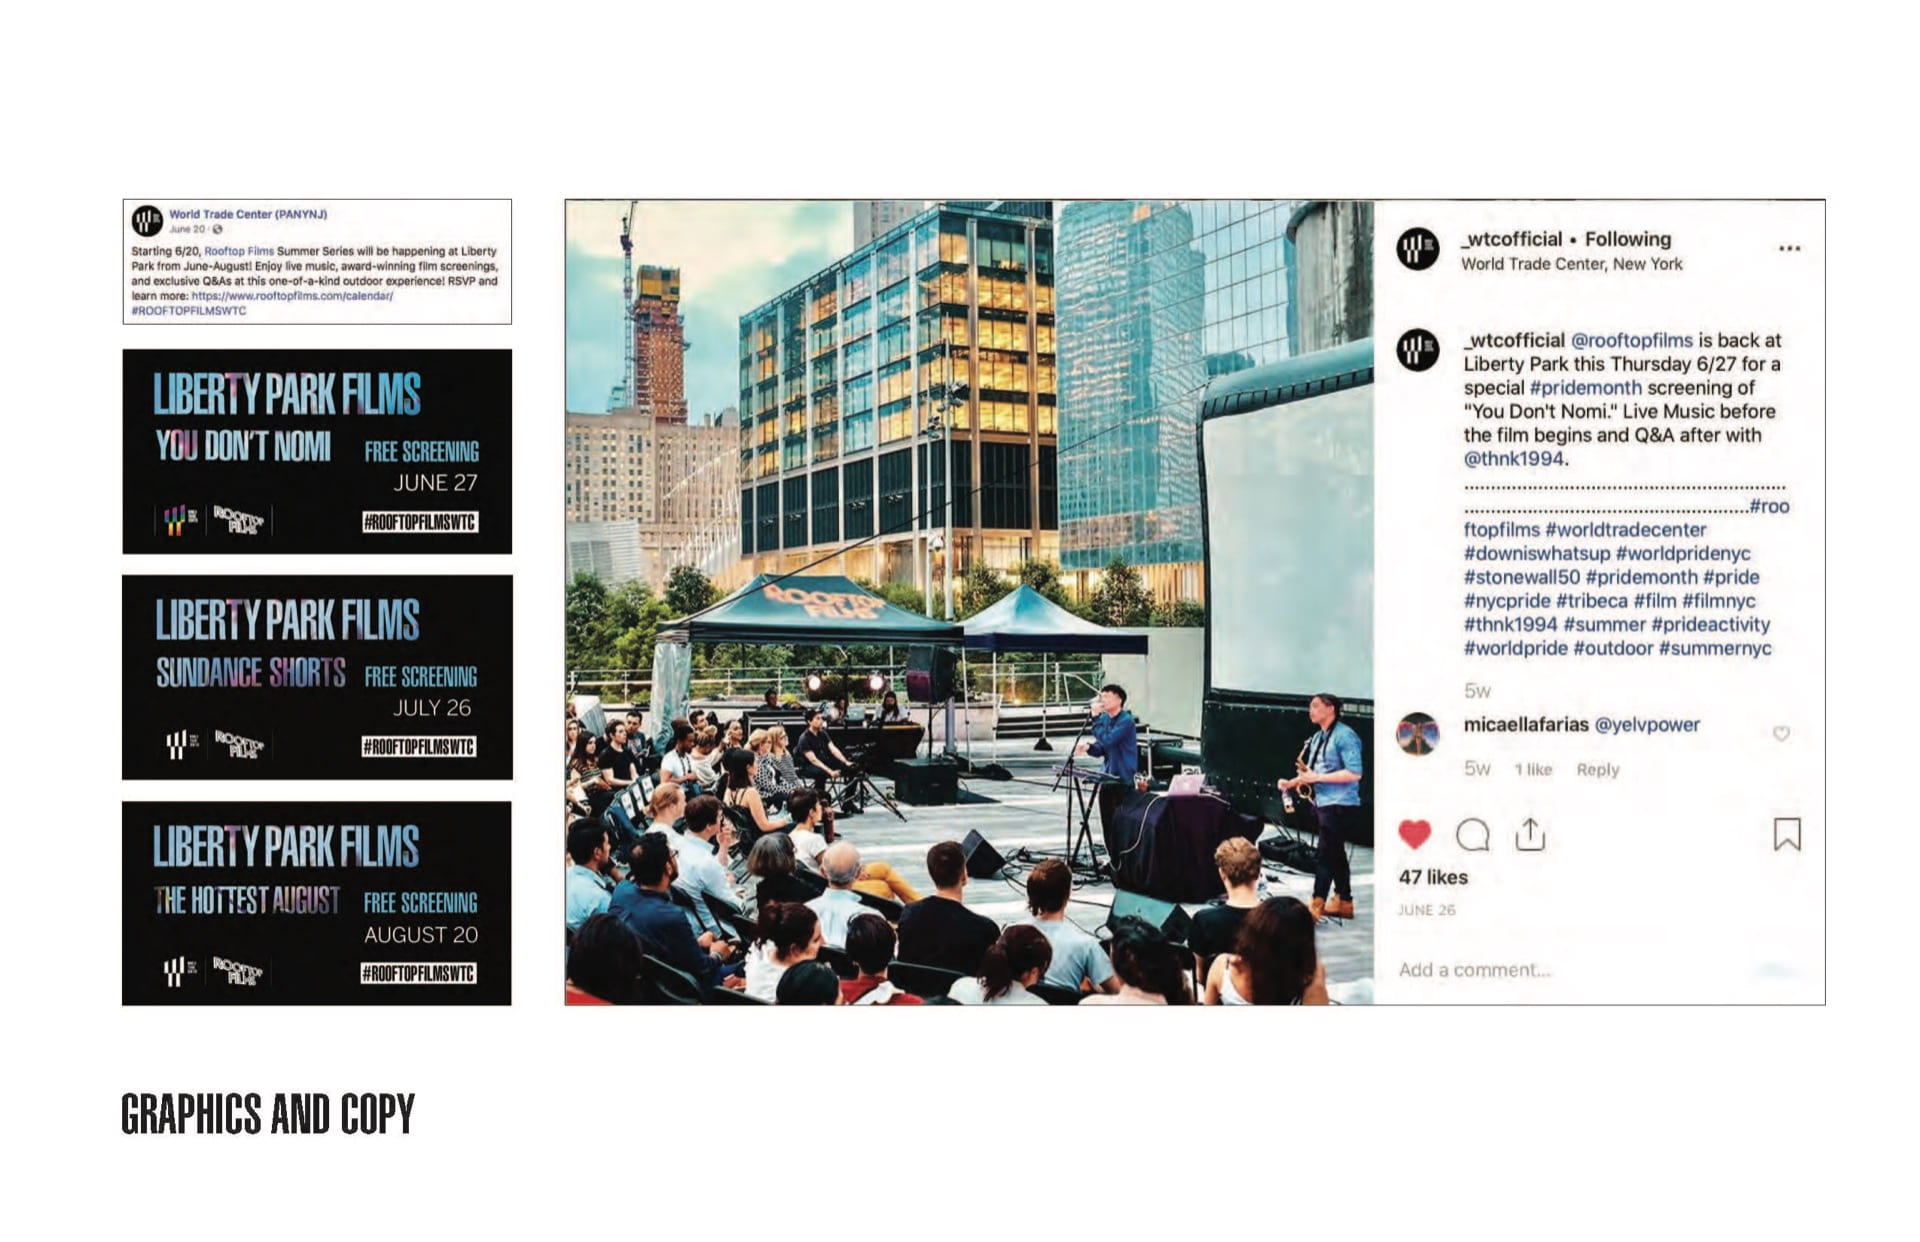 World Trade Center (PANYNJ)
June 20
Starting 6/20, Rooftop Films Summer Series will be happening at Liberty
Park from June-August! Enjoy live music, award-winning film screenings,
and exclusive Q&As at this one-of-a-kind outdoor experience! RSVP and
learn more: https://www.rooftopfilms.com/calendar/
#ROOFTOPFILMSWTC
LIBERTY PARK FILMS
YOU DON'T NOMI
FREE SCREENING
JUNE 27
ROOFTOP
FILMS
#ROOFTOPFILMSWTC
LIBERTY PARK FILMS
SUNDANCE SHORTS
FREE SCREENING
JULY 26
ROOFTOP
FILMS
#ROOFTOPFILMSWTC
LIBERTY PARK FILMS
THE HOTTEST AUGUST
FREE SCREENING
AUGUST 20
ROOFTOP
FILMS
#ROOFTOPFILMSWTC
ROOFTOP
FILMS
_wtcofficial • Following
World Trade Center, New York
_wtcofficial @rooftopfilms is back at
Liberty Park this Thursday 6/27 for a
special #pridemonth screening of
"You Don't Nomi." Live Music before
the film begins and Q&A after with
@thnk1994.
......................................................
................................................#roo
ftopfilms #worldtradecenter
#downiswhatsup #worldpridenyc
#stonewall50 #pridemonth #pride
#nycpride #tribeca #film #filmnyc
#thnk1994 #summer #prideactivity
#worldpride #outdoor #summernyc
5w
micaellafarias @yelvpower
5w 1 like Reply
47 likes
JUNE 26
Add a comment...
GRAPHICS AND COPY